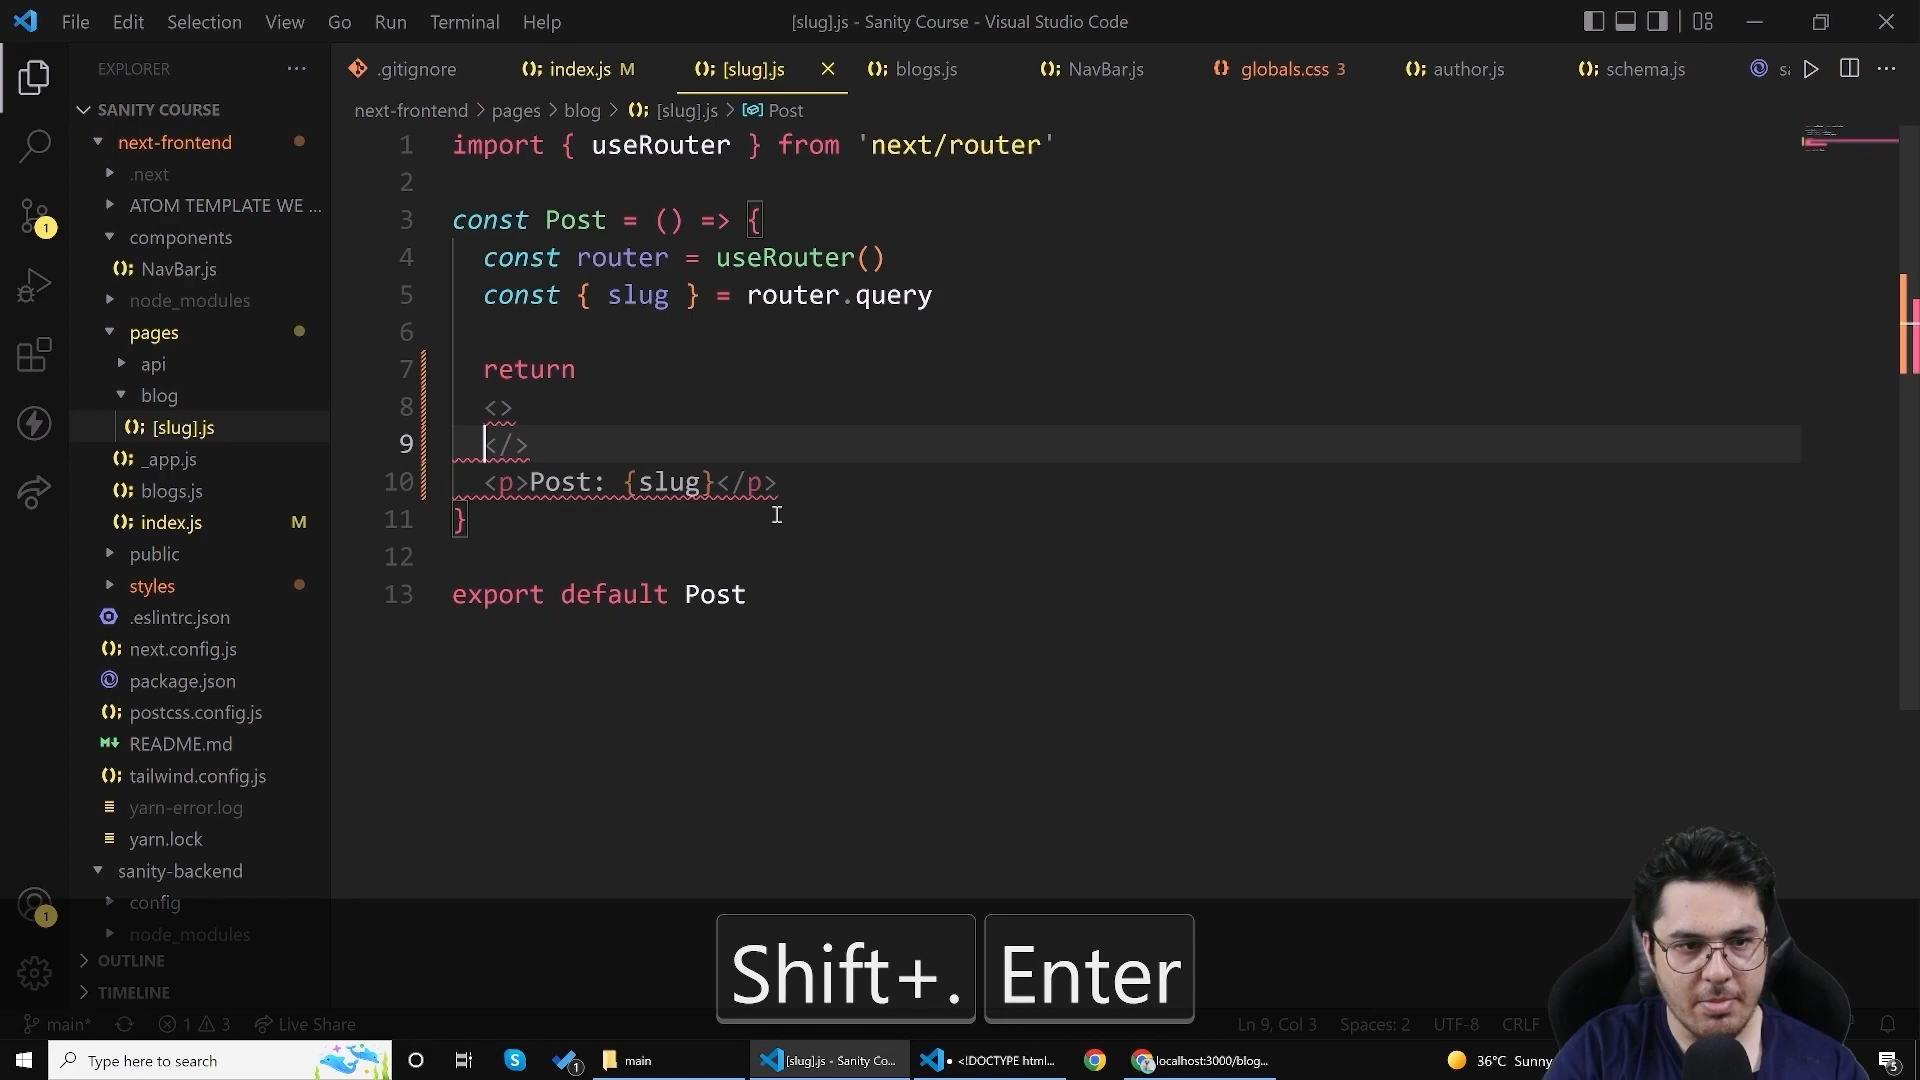 File Edit Selection View Go Run Terminal Help
[slug].js - Sanity Course - Visual Studio Code
EXPLORER
SANITY COURSE
next-frontend
.next
ATOM TEMPLATE WE ...
components
NavBar.js
node_modules
pages
api
blog
[slug].js
_app.js
blogs.js
index.js M
public
styles
.eslintrc.json
next.config.js
package.json
postcss.config.js
README.md
tailwind.config.js
yarn-error.log
yarn.lock
sanity-backend
config
node_modules
OUTLINE
TIMELINE
1
1
.gitignore index.js M [slug].js blogs.js NavBar.js globals.css 3 author.js schema.js
next-frontend > pages > blog > [slug].js > Post
1 import { useRouter } from 'next/router'
2
3 const Post = () => {
4 const router = useRouter()
5 const { slug } = router.query
6
7 return
8 <>
9 </>
10 <p>Post: {slug}</p>
11 }
12
13 export default Post
Shift+. Enter
main* 1 3 Live Share
Ln 9, Col 3 Spaces: 2 UTF-8 CRLF
Type here to search
1
main
[slug].js - Sanity Co...
• <!DOCTYPE html...
localhost:3000/blog...
36°C Sunny
5